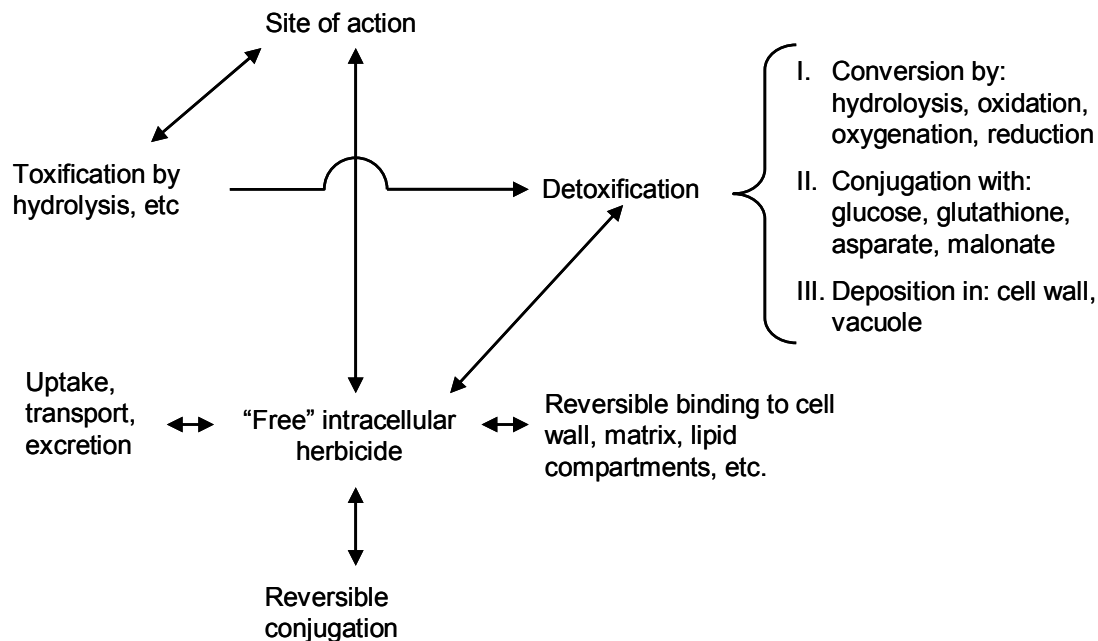 Site of action
Toxification by
hydrolysis, etc
Detoxification
I. Conversion by:
hydroloysis, oxidation,
oxygenation, reduction
II. Conjugation with:
glucose, glutathione,
asparate, malonate
III. Deposition in: cell wall,
vacuole
Uptake,
transport,
excretion
“Free” intracellular
herbicide
Reversible binding to cell
wall, matrix, lipid
compartments, etc.
Reversible
conjugation